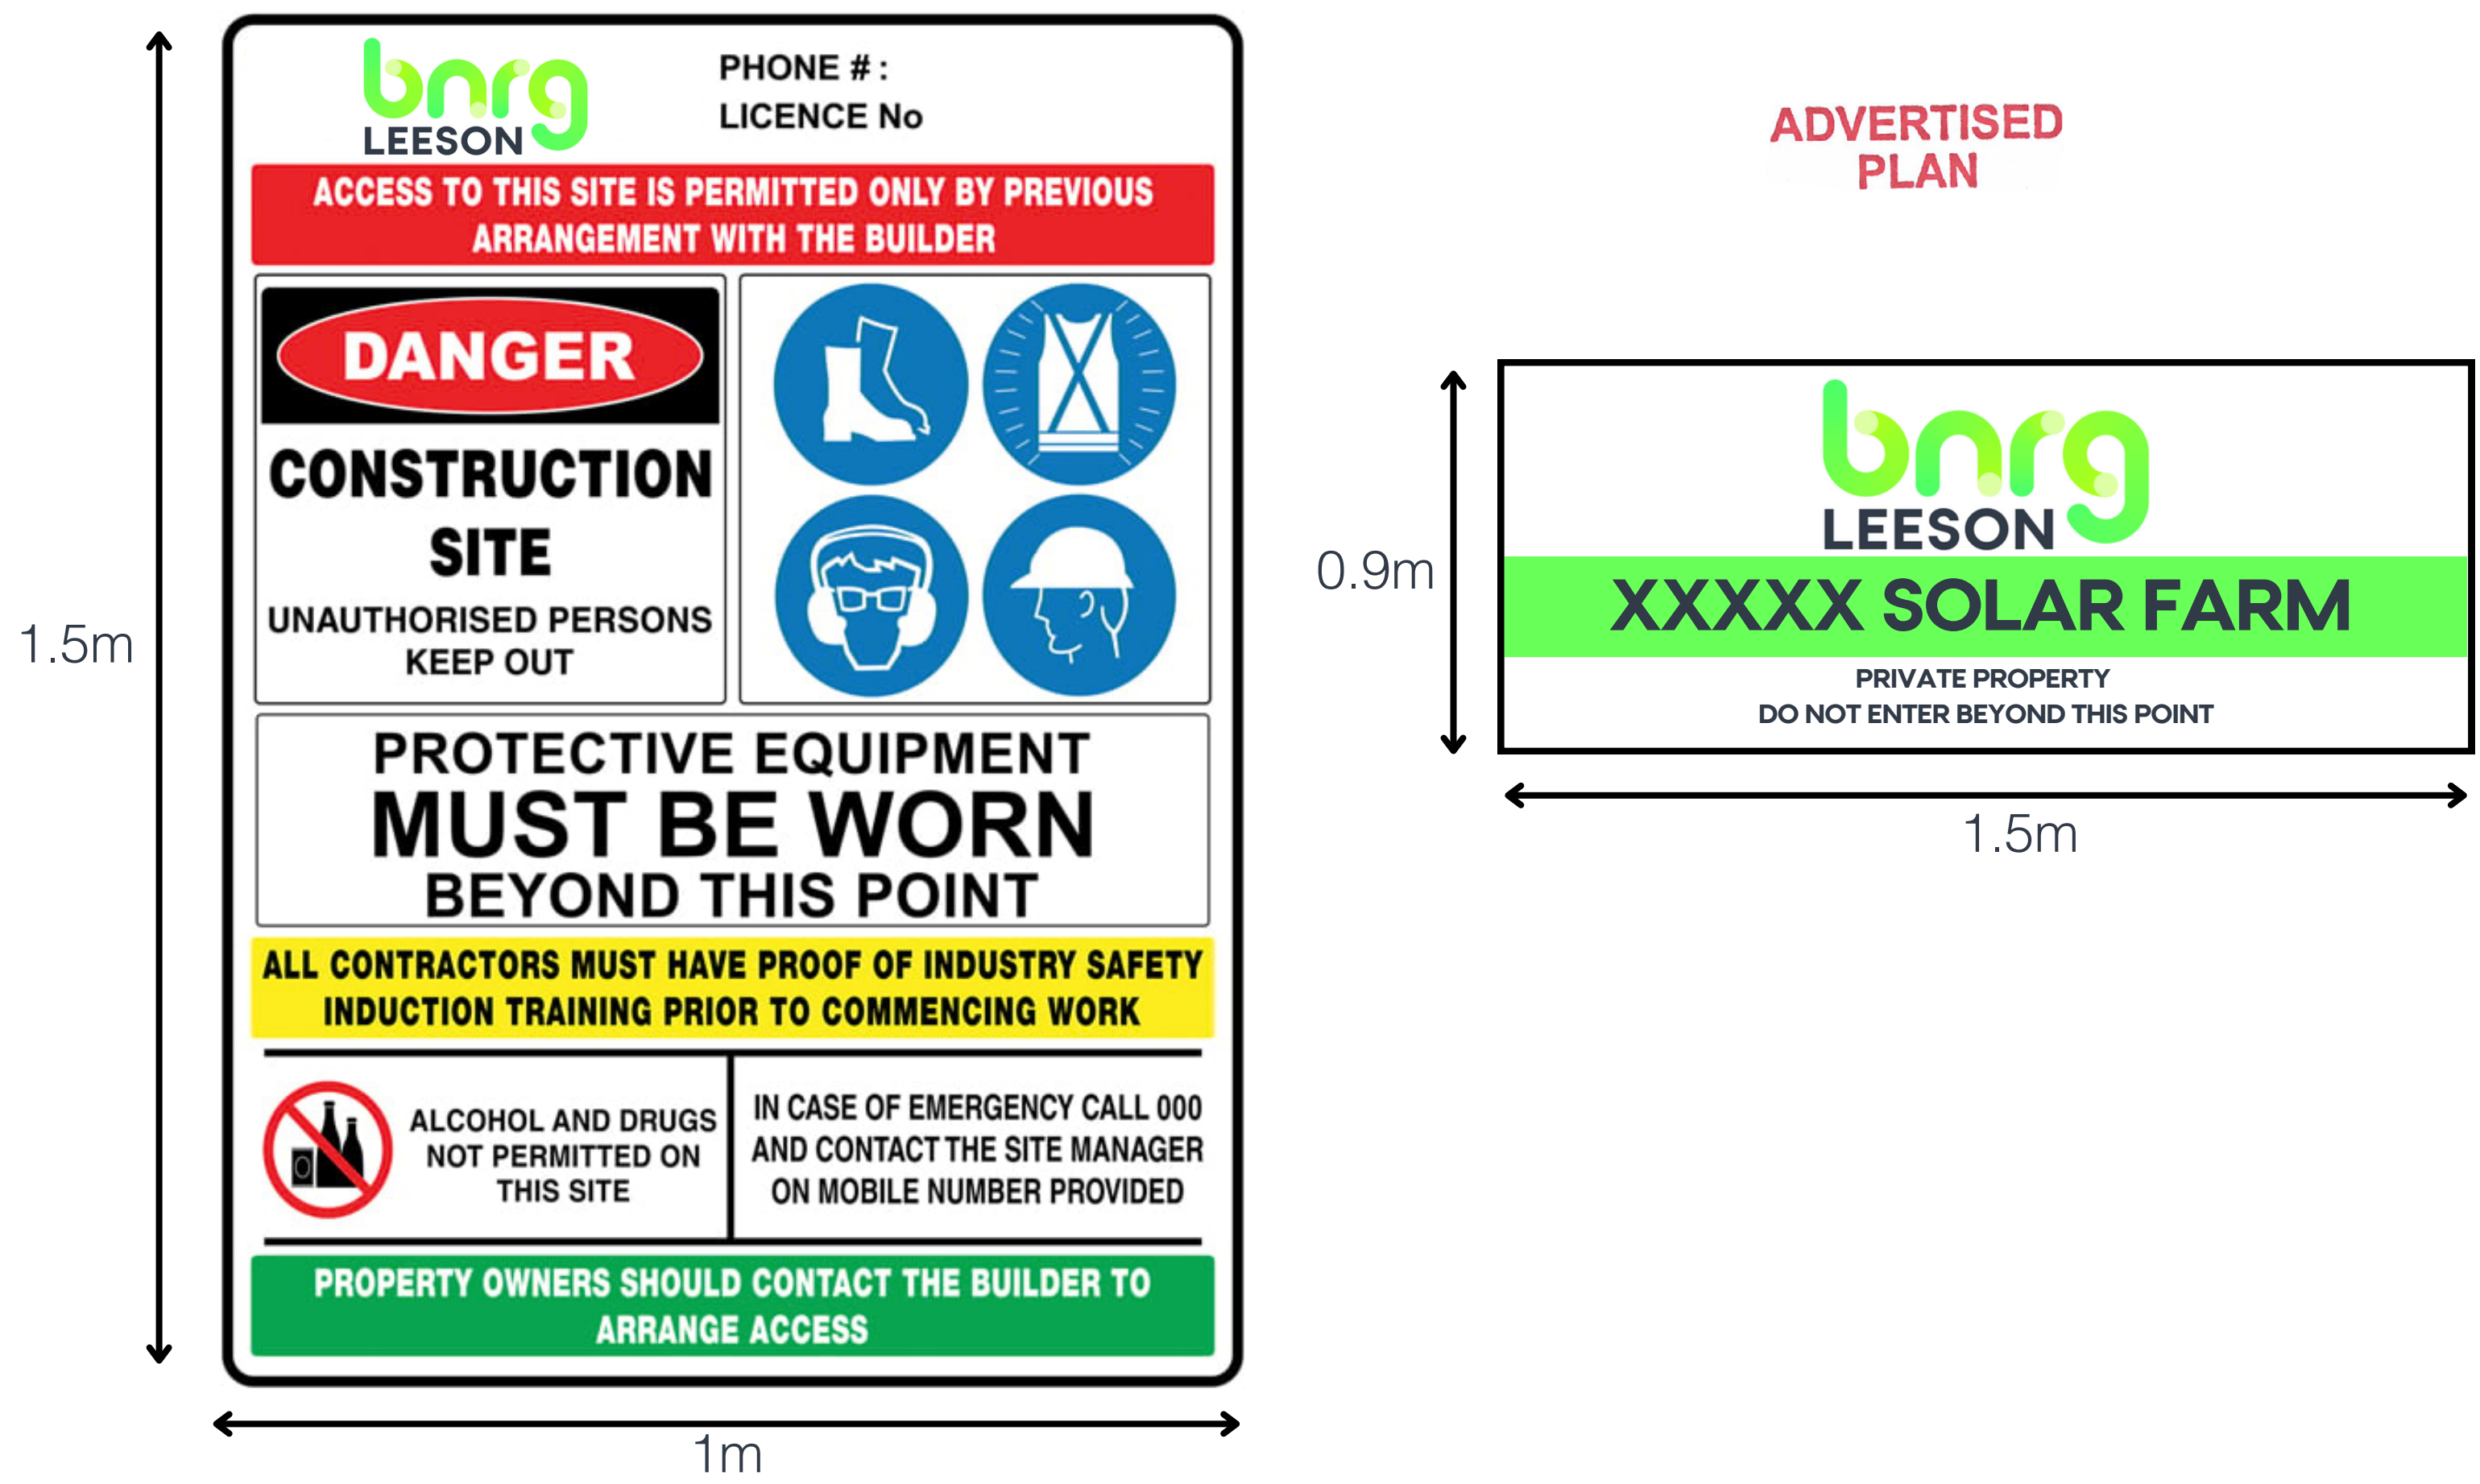 bnrg
LEESON
PHONE # :
LICENCE No
ACCESS TO THIS SITE IS PERMITTED ONLY BY PREVIOUS
ARRANGEMENT WITH THE BUILDER
DANGER
CONSTRUCTION
SITE
UNAUTHORISED PERSONS
KEEP OUT
PROTECTIVE EQUIPMENT
MUST BE WORN
BEYOND THIS POINT
ALL CONTRACTORS MUST HAVE PROOF OF INDUSTRY SAFETY
INDUCTION TRAINING PRIOR TO COMMENCING WORK
ALCOHOL AND DRUGS
NOT PERMITTED ON
THIS SITE
IN CASE OF EMERGENCY CALL 000
AND CONTACT THE SITE MANAGER
ON MOBILE NUMBER PROVIDED
PROPERTY OWNERS SHOULD CONTACT THE BUILDER TO
ARRANGE ACCESS
1.5m
1m
ADVERTISED
PLAN
bnrg
LEESON
XXXXX SOLAR FARM
PRIVATE PROPERTY
DO NOT ENTER BEYOND THIS POINT
0.9m
1.5m